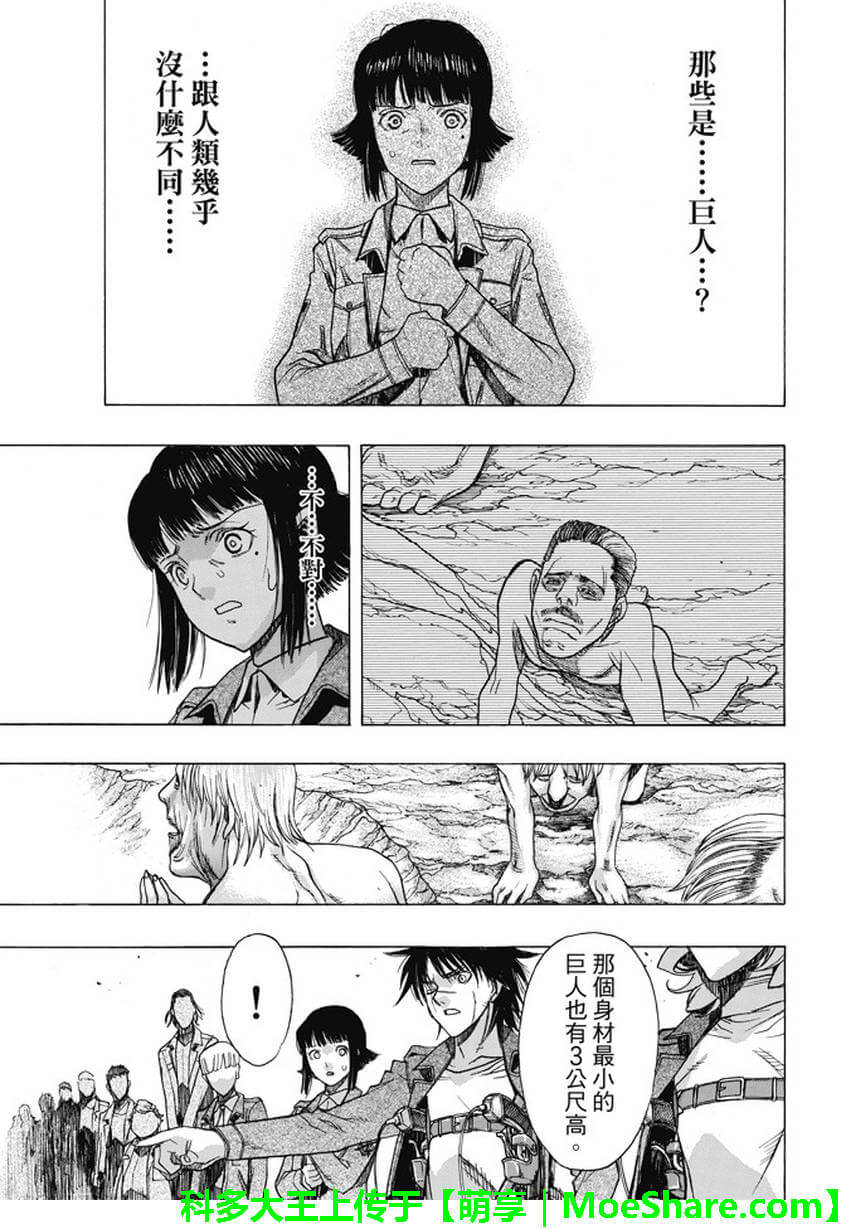 那些是……巨人…？
…跟人類幾乎
沒什麼不同……
…不…不對……
那個身材最小的
巨人也有3公尺高。
！
科多大王上传于【萌享｜MoeShare.com】